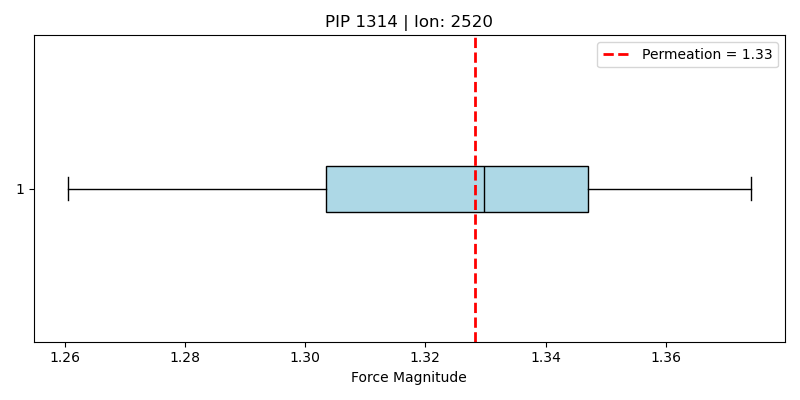 PIP 1314 | Ion: 2520
Permeation = 1.33
1
1.26 1.28 1.30 1.32 1.34 1.36
Force Magnitude